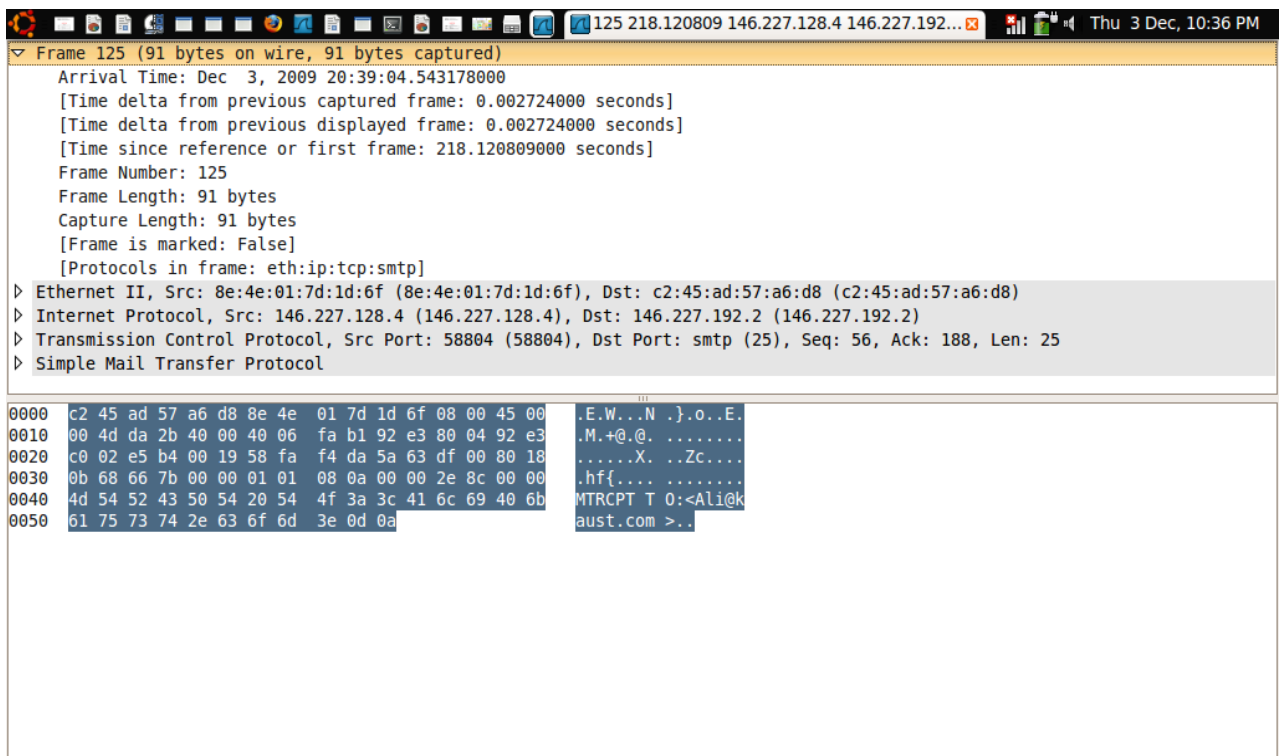 125 218.120809 146.227.128.4 146.227.192... Thu 3 Dec, 10:36 PM
Frame 125 (91 bytes on wire, 91 bytes captured)
Arrival Time: Dec  3, 2009 20:39:04.543178000
[Time delta from previous captured frame: 0.002724000 seconds]
[Time delta from previous displayed frame: 0.002724000 seconds]
[Time since reference or first frame: 218.120809000 seconds]
Frame Number: 125
Frame Length: 91 bytes
Capture Length: 91 bytes
[Frame is marked: False]
[Protocols in frame: eth:ip:tcp:smtp]
Ethernet II, Src: 8e:4e:01:7d:1d:6f (8e:4e:01:7d:1d:6f), Dst: c2:45:ad:57:a6:d8 (c2:45:ad:57:a6:d8)
Internet Protocol, Src: 146.227.128.4 (146.227.128.4), Dst: 146.227.192.2 (146.227.192.2)
Transmission Control Protocol, Src Port: 58804 (58804), Dst Port: smtp (25), Seq: 56, Ack: 188, Len: 25
Simple Mail Transfer Protocol
0000  c2 45 ad 57 a6 d8 8e 4e  01 7d 1d 6f 08 00 45 00   .E.W...N .}.o..E.
0010  00 4d da 2b 40 00 40 06  fa b1 92 e3 80 04 92 e3   .M.+@.@. ........
0020  c0 02 e5 b4 00 19 58 fa  f4 da 5a 63 df 00 80 18   ......X. ..Zc....
0030  0b 68 66 7b 00 00 01 01  08 0a 00 00 2e 8c 00 00   .hf{.... ........
0040  4d 54 52 43 50 54 20 54  4f 3a 3c 41 6c 69 40 6b   MTRCPT T O:<Ali@k
0050  61 75 73 74 2e 63 6f 6d  3e 0d 0a   aust.com >..